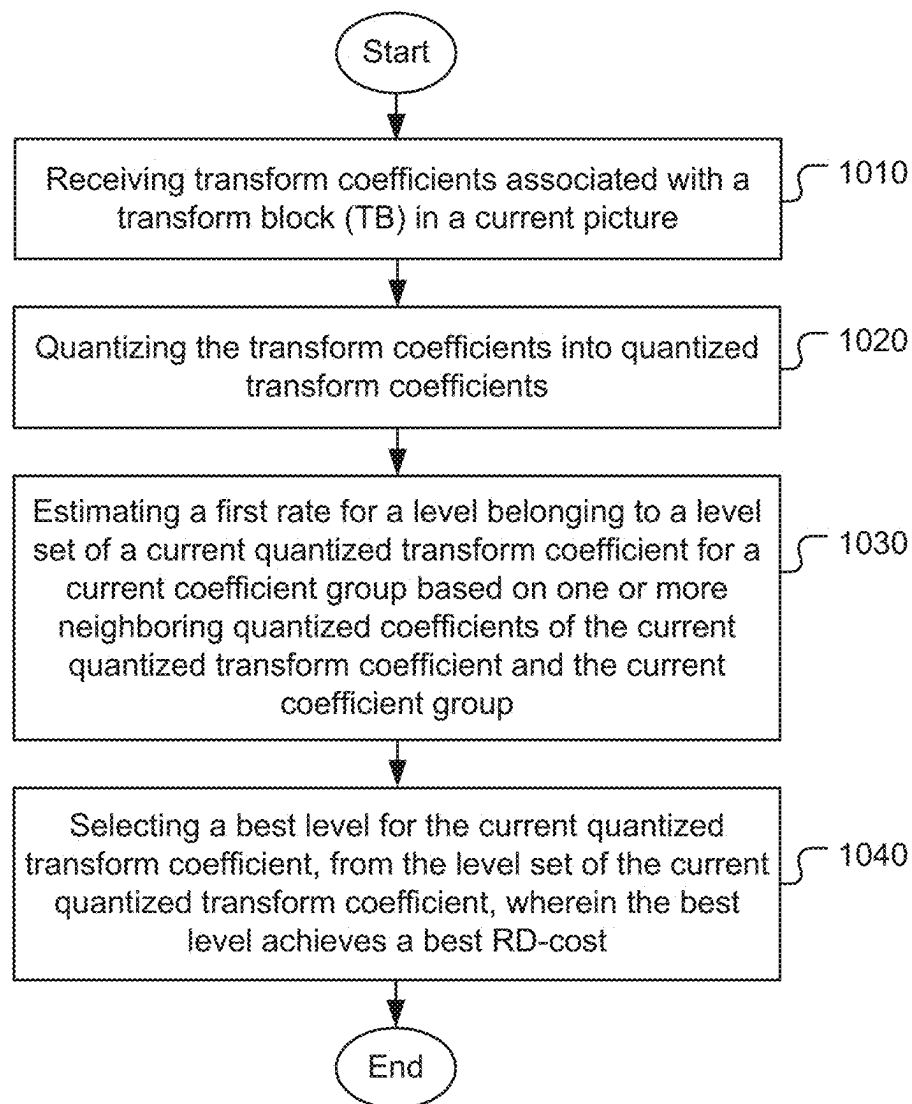 Start
Receiving transform coefficients associated with a
transform block (TB) in a current picture
1010
Quantizing the transform coefficients into quantized
transform coefficients
1020
Estimating a first rate for a level belonging to a level
set of a current quantized transform coefficient for a
current coefficient group based on one or more
neighboring quantized coefficients of the current
quantized transform coefficient and the current
coefficient group
1030
Selecting a best level for the current quantized
transform coefficient, from the level set of the current
quantized transform coefficient, wherein the best
level achieves a best RD-cost
1040
End